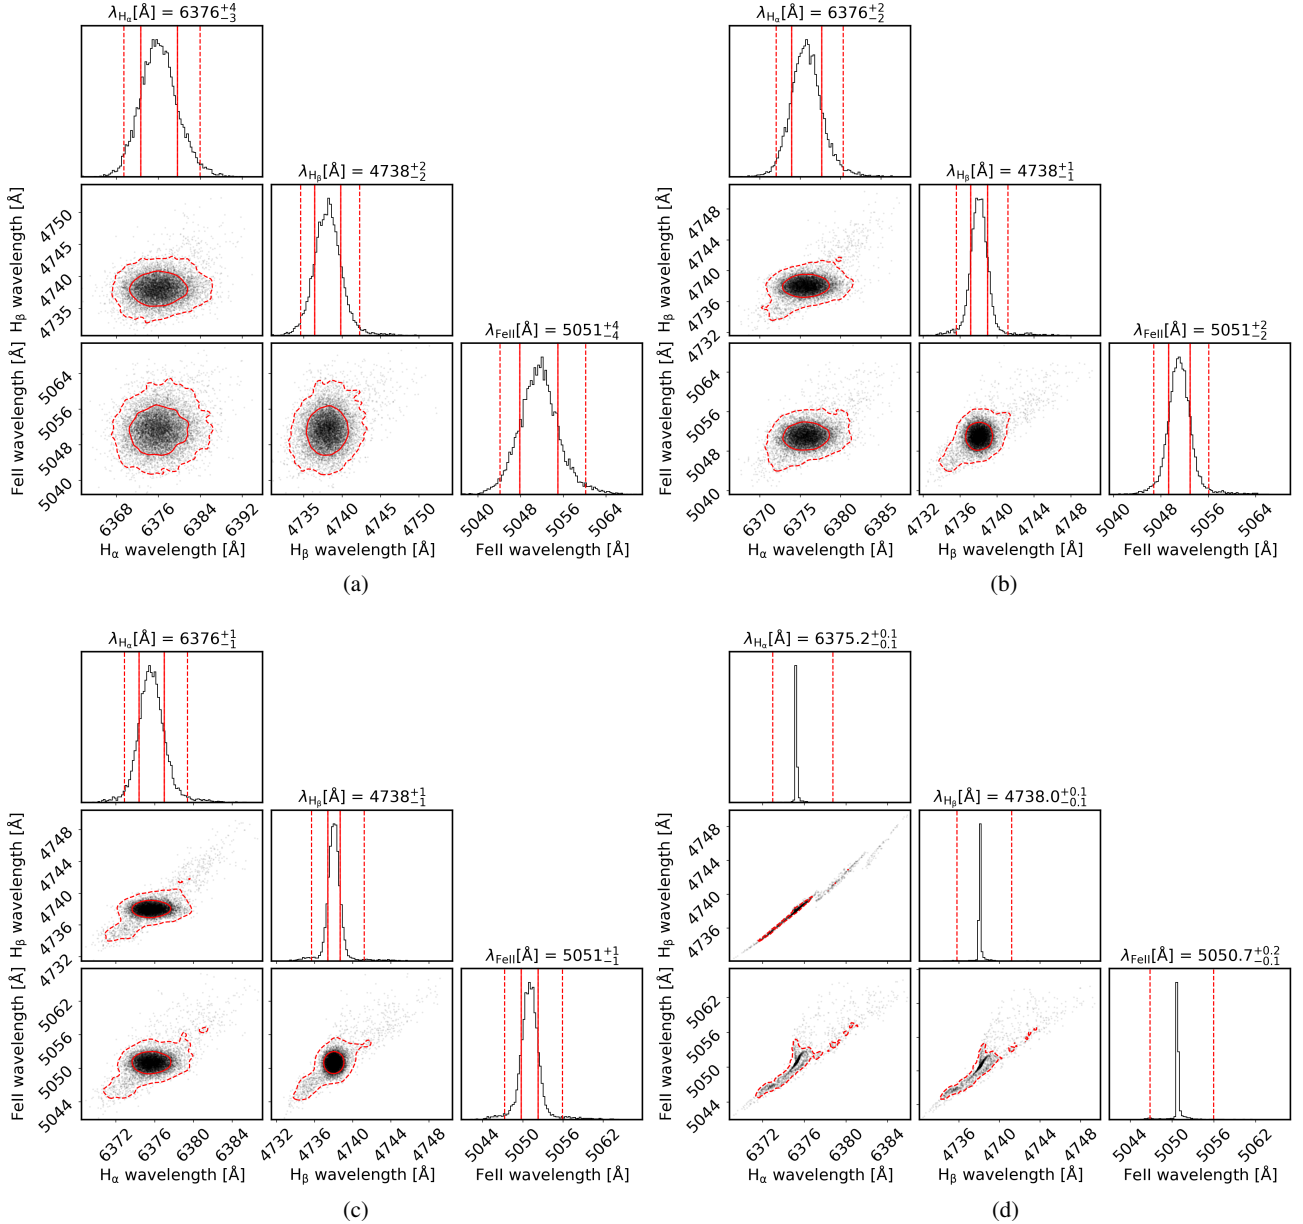 λHα[Å] = 6376+4−3
λHβ[Å] = 4738+2−2
λFeII[Å] = 5051+4−4
Hβ wavelength [Å]
4750
4745
4740
4735
FeII wavelength [Å]
5064
5056
5048
5040
6368 6376 6384 6392
4735 4740 4745 4750
5040 5048 5056 5064
Hα wavelength [Å]
Hβ wavelength [Å]
FeII wavelength [Å]
(a)
λHα[Å] = 6376+2−2
λHβ[Å] = 4738+1−1
λFeII[Å] = 5051+2−2
Hβ wavelength [Å]
4748
4744
4740
4736
4732
FeII wavelength [Å]
5064
5056
5048
5040
6370 6375 6380 6385
4732 4736 4740 4744 4748
5040 5048 5056 5064
Hα wavelength [Å]
Hβ wavelength [Å]
FeII wavelength [Å]
(b)
λHα[Å] = 6376+1−1
λHβ[Å] = 4738+1−1
λFeII[Å] = 5051+1−1
Hβ wavelength [Å]
4748
4744
4740
4736
4732
FeII wavelength [Å]
5062
5056
5050
5044
6372 6376 6380 6384
4732 4736 4740 4744 4748
5044 5050 5056 5062
Hα wavelength [Å]
Hβ wavelength [Å]
FeII wavelength [Å]
(c)
λHα[Å] = 6375.2+0.1−0.1
λHβ[Å] = 4738.0+0.1−0.1
λFeII[Å] = 5050.7+0.2−0.1
Hβ wavelength [Å]
4748
4744
4740
4736
FeII wavelength [Å]
5062
5056
5050
5044
6372 6376 6380 6384
4736 4740 4744 4748
5044 5050 5056 5062
Hα wavelength [Å]
Hβ wavelength [Å]
FeII wavelength [Å]
(d)